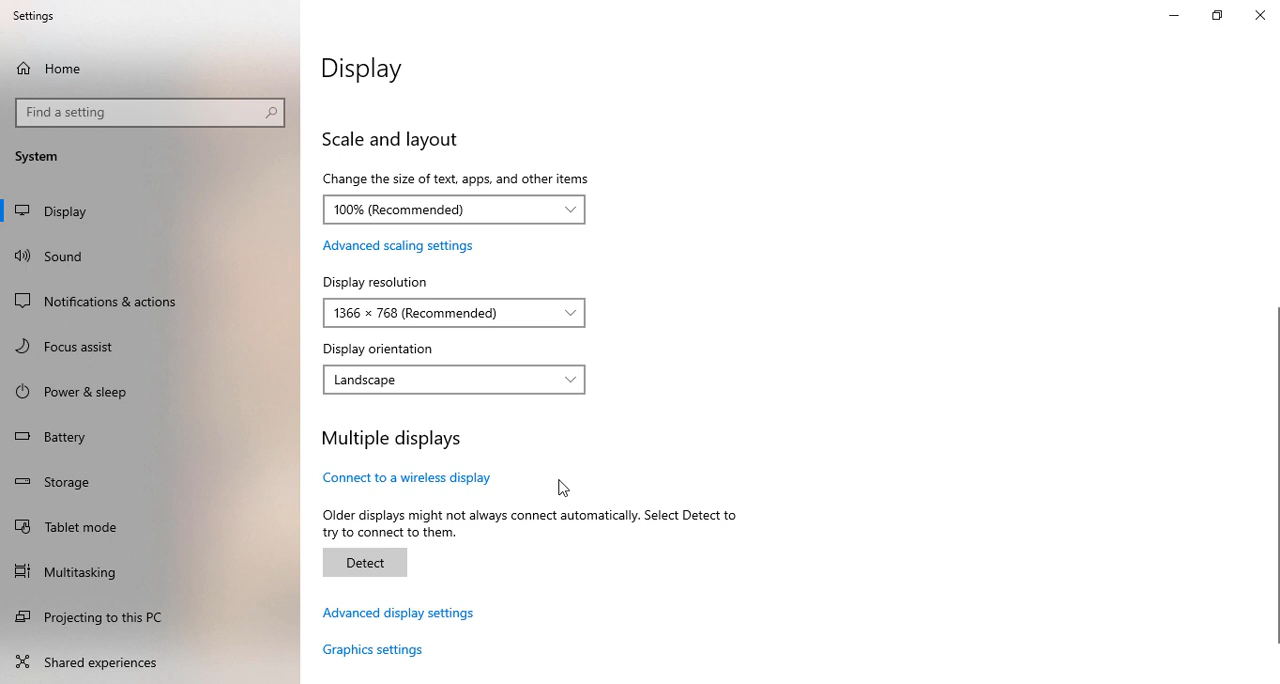 Settings
Home
Find a setting
System
Display
Sound
Notifications & actions
Focus assist
Power & sleep
Battery
Storage
Tablet mode
Multitasking
Projecting to this PC
Shared experiences
Display
Scale and layout
Change the size of text, apps, and other items
100% (Recommended)
Advanced scaling settings
Display resolution
1366 × 768 (Recommended)
Display orientation
Landscape
Multiple displays
Connect to a wireless display
Older displays might not always connect automatically. Select Detect to
try to connect to them.
Detect
Advanced display settings
Graphics settings